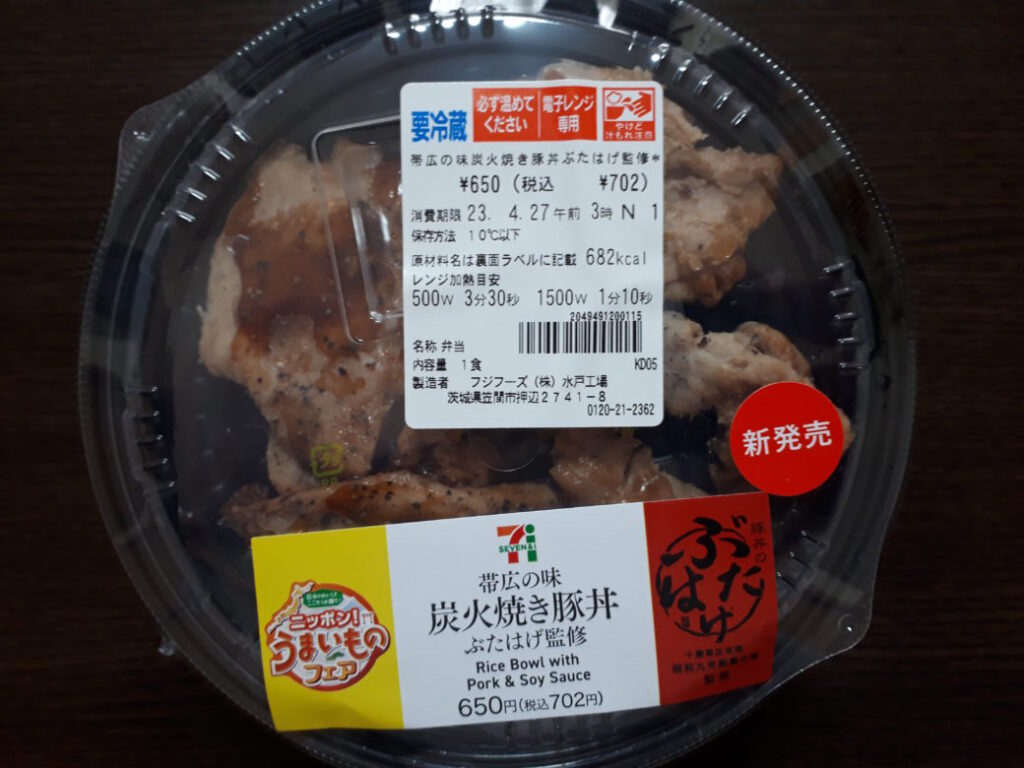 要冷蔵
必ず温めて
ください
電子レンジ
専用
やけど
汁もれ注意
帯広の味炭火焼き豚丼ぶたはげ監修*
¥650 (税込 ¥702)
消費期限 23. 4. 27午前 3時 N 1
保存方法 10℃以下
原材料名は裏面ラベルに記載 682kcal
レンジ加熱目安
500W 3分30秒 1500W 1分10秒
2049491200115
名称 弁当
内容量 1食 KD05
製造者 フジフーズ(株)水戸工場
茨城県笠間市押辺2741-8
0120-21-2362
新発売
SEVEN&i
帯広の味
炭火焼き豚丼
ぶたはげ監修
Rice Bowl with
Pork & Soy Sauce
650円(税込702円)
ニッポン!
うまいもの
フェア
豚丼の
ぶたはげ
十勝帯広名物
昭和九年創業の味
監修